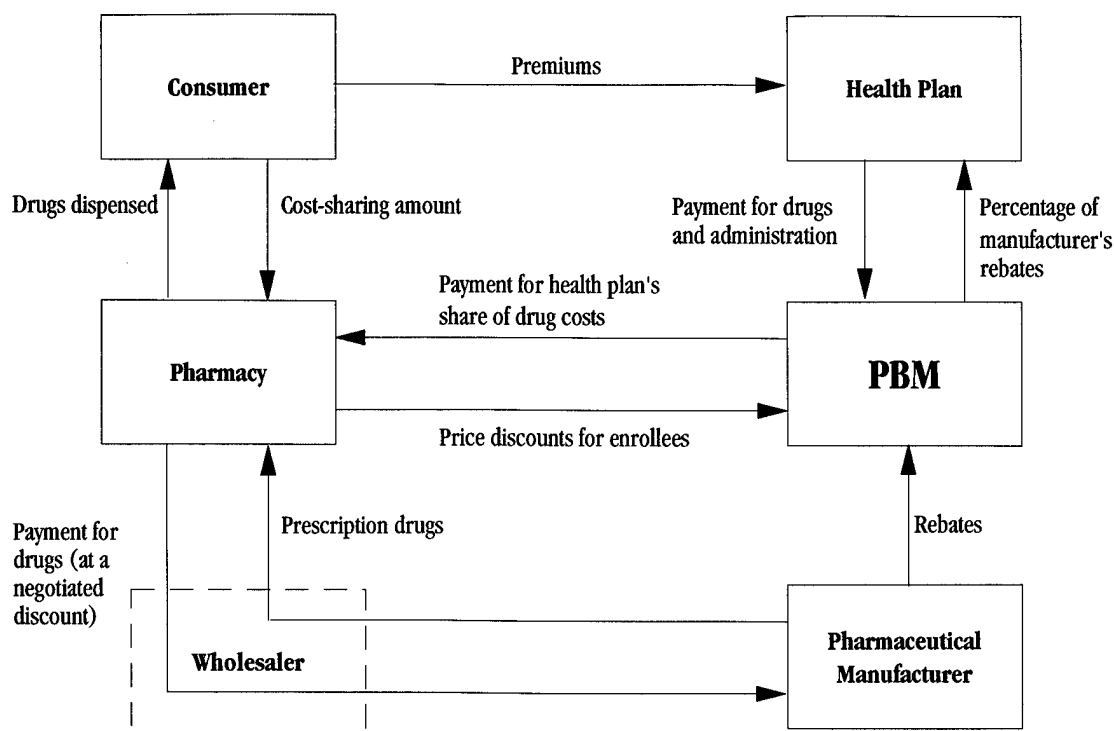 Consumer
Premiums
Health Plan
Drugs dispensed
Cost-sharing amount
Payment for drugs
and administration
Percentage of
manufacturer's
rebates
Payment for health plan's
share of drug costs
Pharmacy
PBM
Price discounts for enrollees
Payment for
drugs (at a
negotiated
discount)
Prescription drugs
Rebates
Wholesaler
Pharmaceutical
Manufacturer